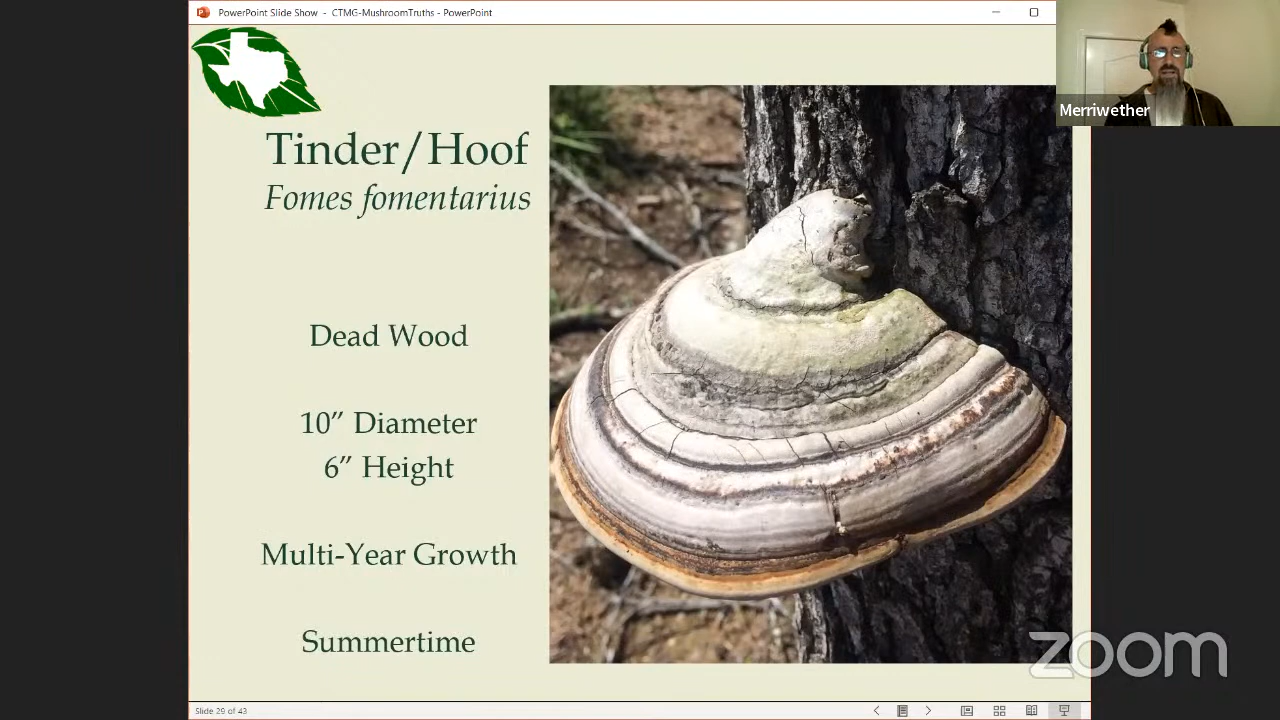 PowerPoint Slide Show - CTMG-MushroomTruths - PowerPoint
Merriwether
Tinder/Hoof
Fomes fomentarius
Dead Wood
10” Diameter
6” Height
Multi-Year Growth
Summertime
zoom
Slide 29 of 43